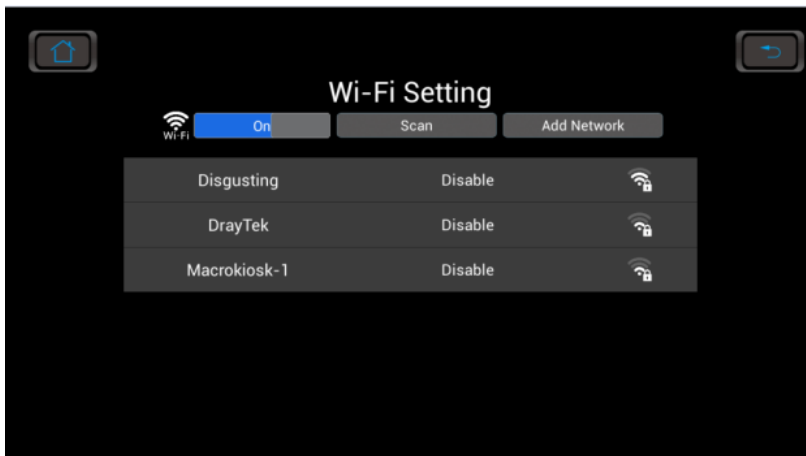 Wi-Fi Setting
Wi-Fi On Scan Add Network
Disgusting Disable
DrayTek Disable
Macrokiosk-1 Disable